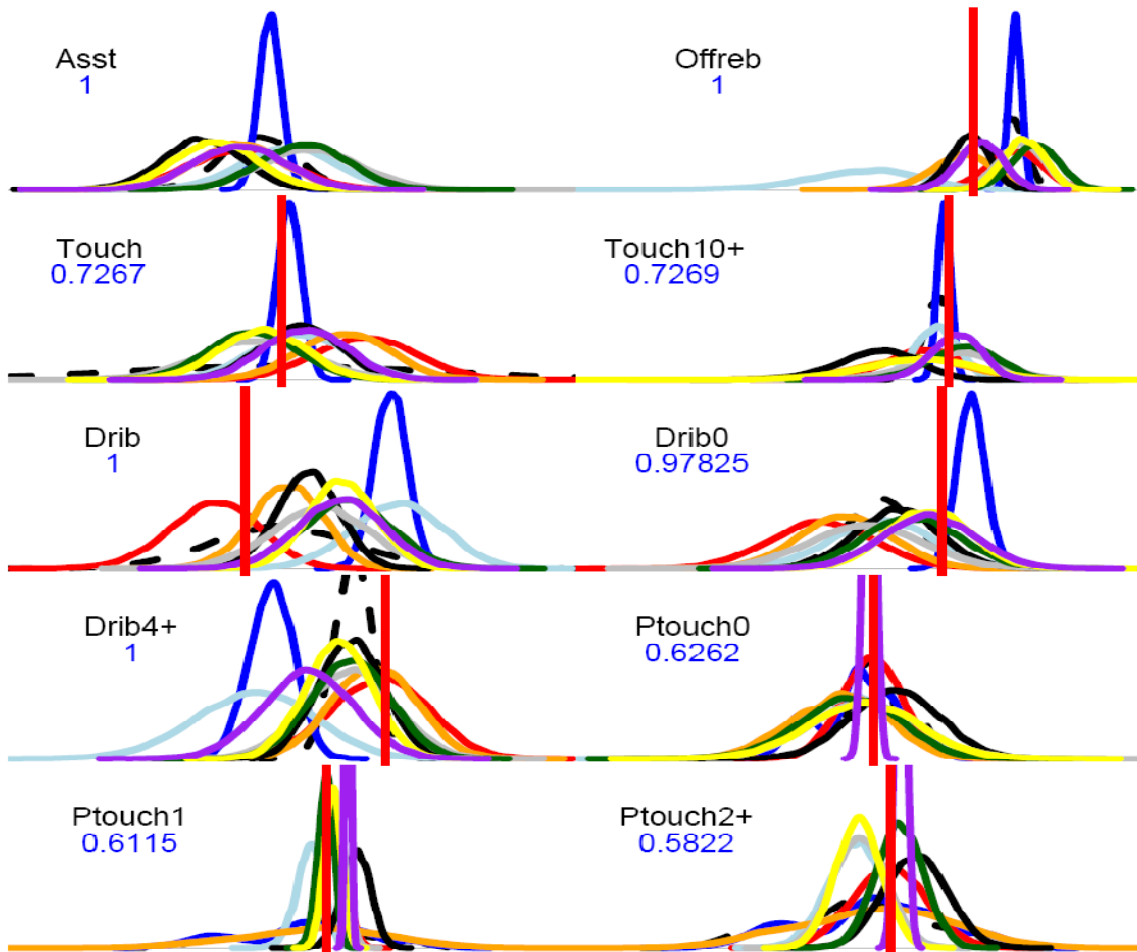 Asst
1
Offreb
1
Touch
0.7267
Touch10+
0.7269
Drib
1
Drib0
0.97825
Drib4+
1
Ptouch0
0.6262
Ptouch1
0.6115
Ptouch2+
0.5822